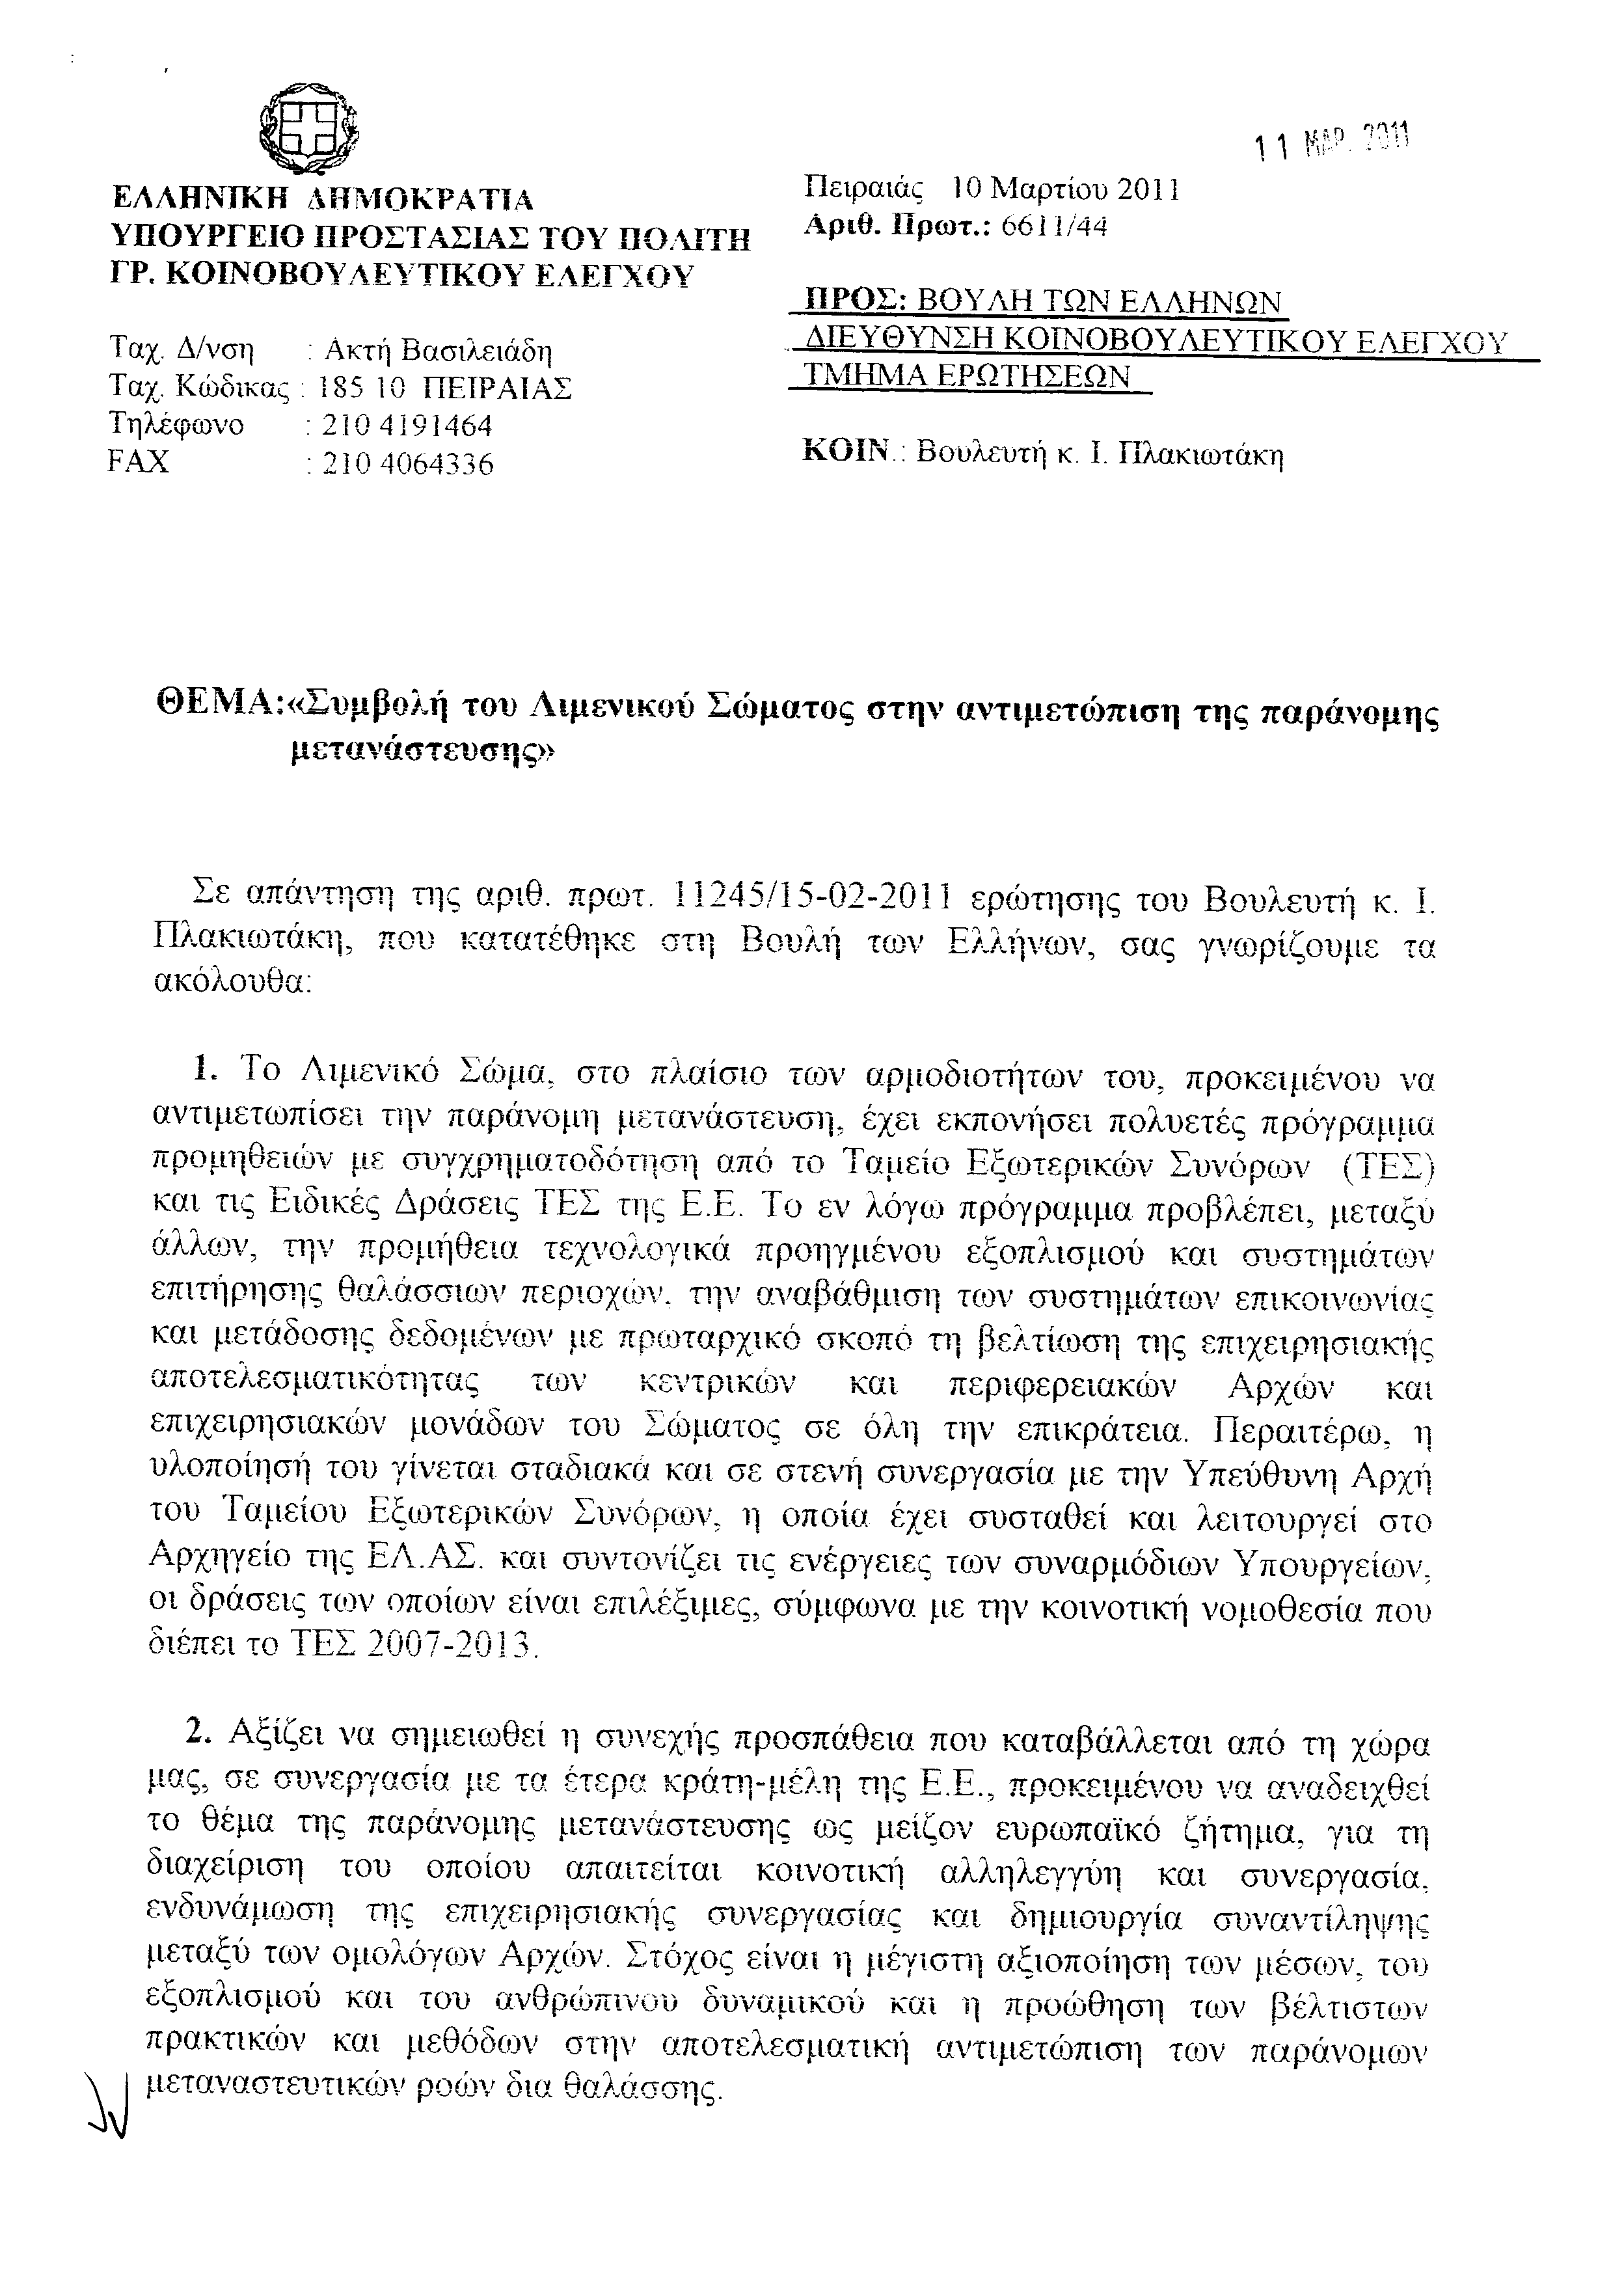 11 ΜΑΡ. 2011
ΕΛΛΗΝΙΚΗ ΔΗΜΟΚΡΑΤΙΑ
ΥΠΟΥΡΓΕΙΟ ΠΡΟΣΤΑΣΙΑΣ ΤΟΥ ΠΟΛΙΤΗ
ΓΡ. ΚΟΙΝΟΒΟΥΛΕΥΤΙΚΟΥ ΕΛΕΓΧΟΥ
Ταχ. Δ/νση : Ακτή Βασιλειάδη
Ταχ. Κώδικας : 185 10 ΠΕΙΡΑΙΑΣ
Τηλέφωνο : 210 4191464
FAX : 210 4064336
Πειραιάς 10 Μαρτίου 2011
Αριθ. Πρωτ.: 6611/44
ΠΡΟΣ: ΒΟΥΛΗ ΤΩΝ ΕΛΛΗΝΩΝ
ΔΙΕΥΘΥΝΣΗ ΚΟΙΝΟΒΟΥΛΕΥΤΙΚΟΥ ΕΛΕΓΧΟΥ
ΤΜΗΜΑ ΕΡΩΤΗΣΕΩΝ
ΚΟΙΝ.: Βουλευτή κ. Ι. Πλακιωτάκη
ΘΕΜΑ:«Συμβολή του Λιμενικού Σώματος στην αντιμετώπιση της παράνομης
μετανάστευσης»
Σε απάντηση της αριθ. πρωτ. 11245/15-02-2011 ερώτησης του Βουλευτή κ. Ι.
Πλακιωτάκη, που κατατέθηκε στη Βουλή των Ελλήνων, σας γνωρίζουμε τα
ακόλουθα:
1. Το Λιμενικό Σώμα, στο πλαίσιο των αρμοδιοτήτων του, προκειμένου να
αντιμετωπίσει την παράνομη μετανάστευση, έχει εκπονήσει πολυετές πρόγραμμα
προμηθειών με συγχρηματοδότηση από το Ταμείο Εξωτερικών Συνόρων (ΤΕΣ)
και τις Ειδικές Δράσεις ΤΕΣ της Ε.Ε. Το εν λόγω πρόγραμμα προβλέπει, μεταξύ
άλλων, την προμήθεια τεχνολογικά προηγμένου εξοπλισμού και συστημάτων
επιτήρησης θαλάσσιων περιοχών, την αναβάθμιση των συστημάτων επικοινωνίας
και μετάδοσης δεδομένων με πρωταρχικό σκοπό τη βελτίωση της επιχειρησιακής
αποτελεσματικότητας των κεντρικών και περιφερειακών Αρχών και
επιχειρησιακών μονάδων του Σώματος σε όλη την επικράτεια. Περαιτέρω, η
υλοποίησή του γίνεται σταδιακά και σε στενή συνεργασία με την Υπεύθυνη Αρχή
του Ταμείου Εξωτερικών Συνόρων, η οποία έχει συσταθεί και λειτουργεί στο
Αρχηγείο της ΕΛ.ΑΣ. και συντονίζει τις ενέργειες των συναρμόδιων Υπουργείων,
οι δράσεις των οποίων είναι επιλέξιμες, σύμφωνα με την κοινοτική νομοθεσία που
διέπει το ΤΕΣ 2007-2013.
2. Αξίζει να σημειωθεί η συνεχής προσπάθεια που καταβάλλεται από τη χώρα
μας, σε συνεργασία με τα έτερα κράτη-μέλη της Ε.Ε., προκειμένου να αναδειχθεί
το θέμα της παράνομης μετανάστευσης ως μείζον ευρωπαϊκό ζήτημα, για τη
διαχείριση του οποίου απαιτείται κοινοτική αλληλεγγύη και συνεργασία,
ενδυνάμωση της επιχειρησιακής συνεργασίας και δημιουργία συναντίληψης
μεταξύ των ομολόγων Αρχών. Στόχος είναι η μέγιστη αξιοποίηση των μέσων, του
εξοπλισμού και του ανθρώπινου δυναμικού και η προώθηση των βέλτιστων
πρακτικών και μεθόδων στην αποτελεσματική αντιμετώπιση των παράνομων
μεταναστευτικών ροών δια θαλάσσης.